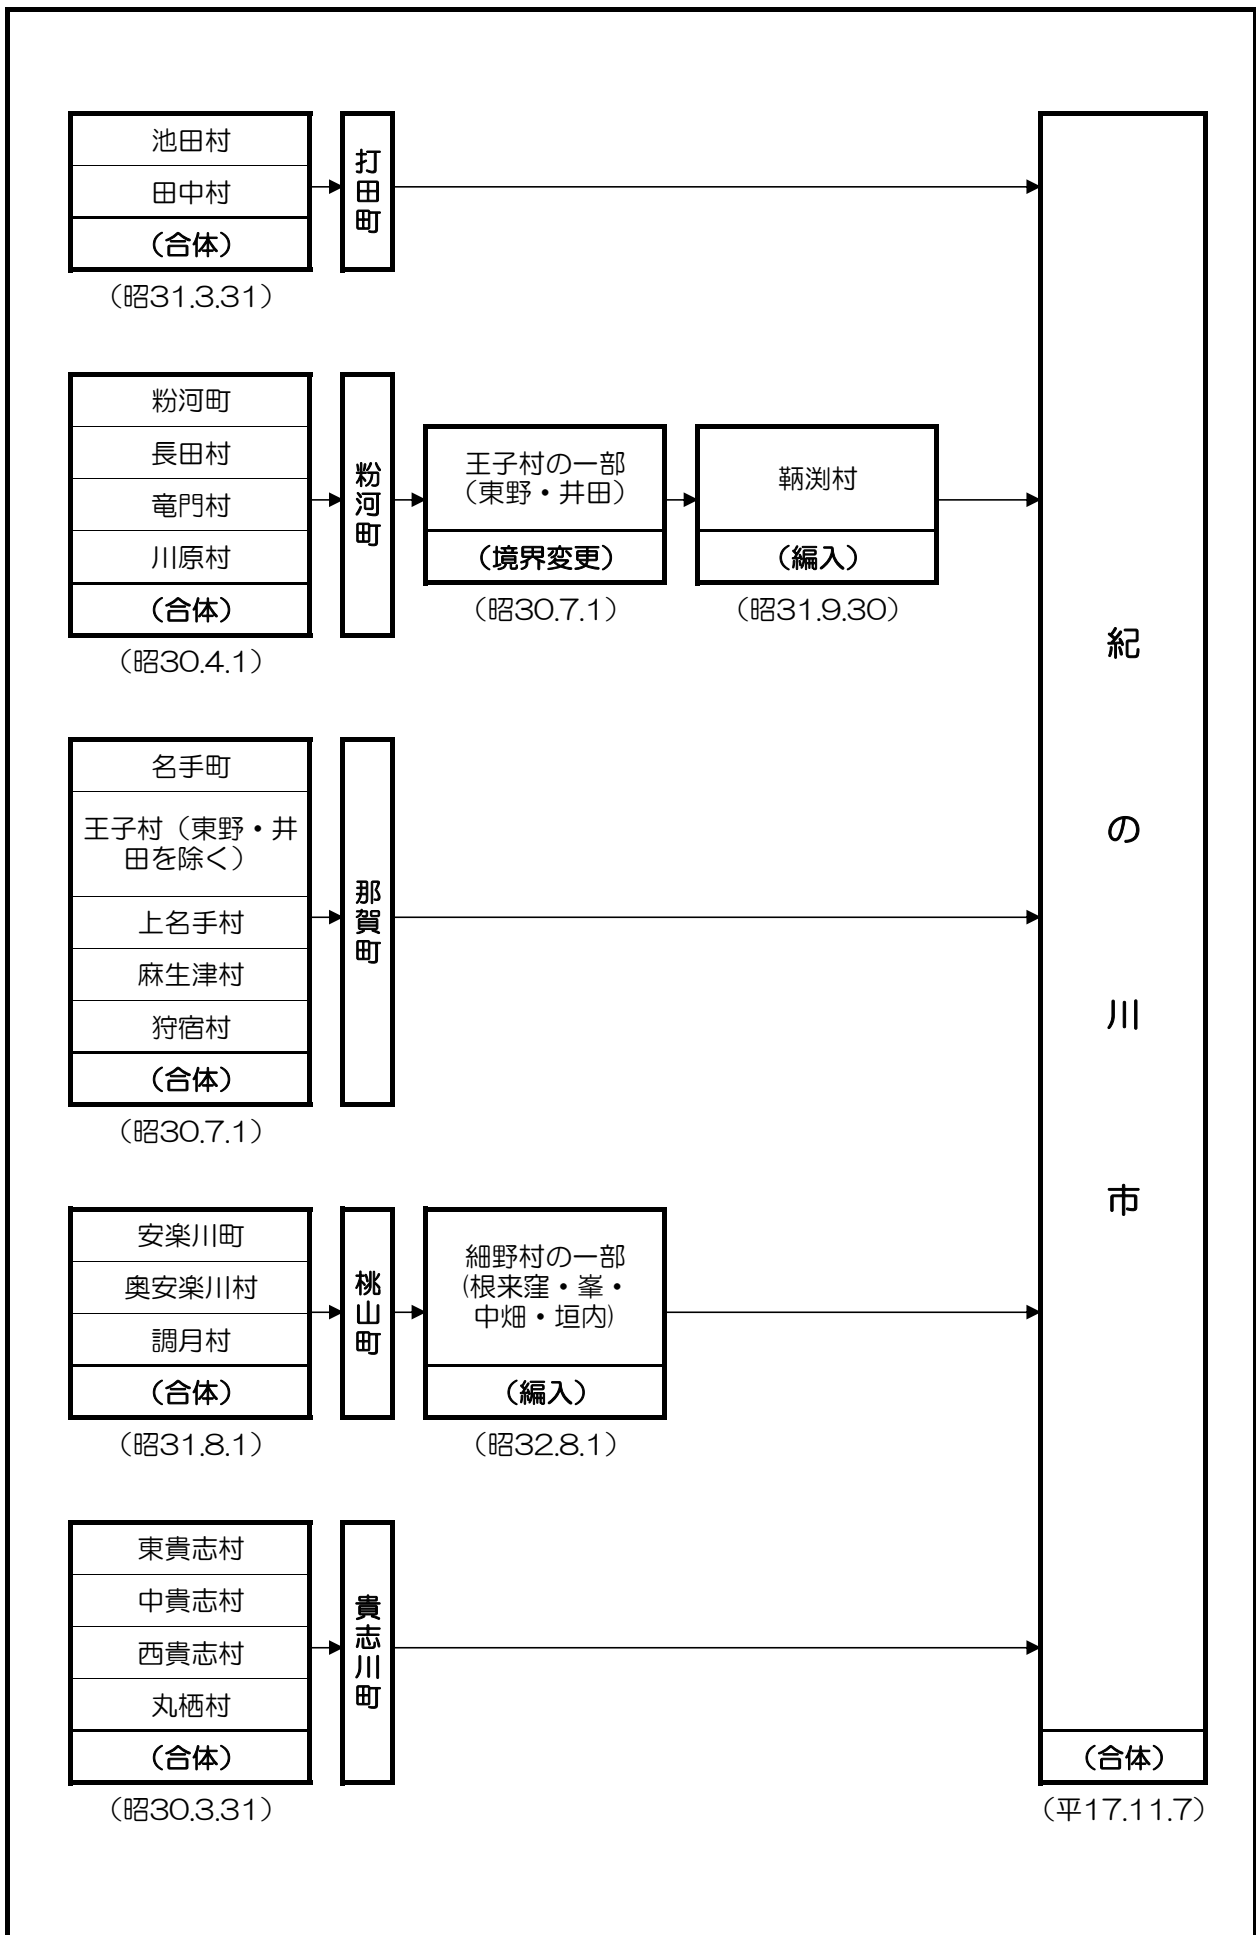 池田村
田中村
（合体）
（昭31.3.31）
打田町
粉河町
長田村
竜門村
川原村
（合体）
（昭30.4.1）
粉河町
王子村の一部
（東野・井田）
（境界変更）
（昭30.7.1）
鞆渕村
（編入）
（昭31.9.30）
名手町
王子村（東野・井
田を除く）
上名手村
麻生津村
狩宿村
（合体）
（昭30.7.1）
那賀町
安楽川町
奥安楽川村
調月村
（合体）
（昭31.8.1）
桃山町
細野村の一部
(根来窪・峯・
中畑・垣内)
（編入）
（昭32.8.1）
東貴志村
中貴志村
西貴志村
丸栖村
（合体）
（昭30.3.31）
貴志川町
紀の川市
（合体）
（平17.11.7）